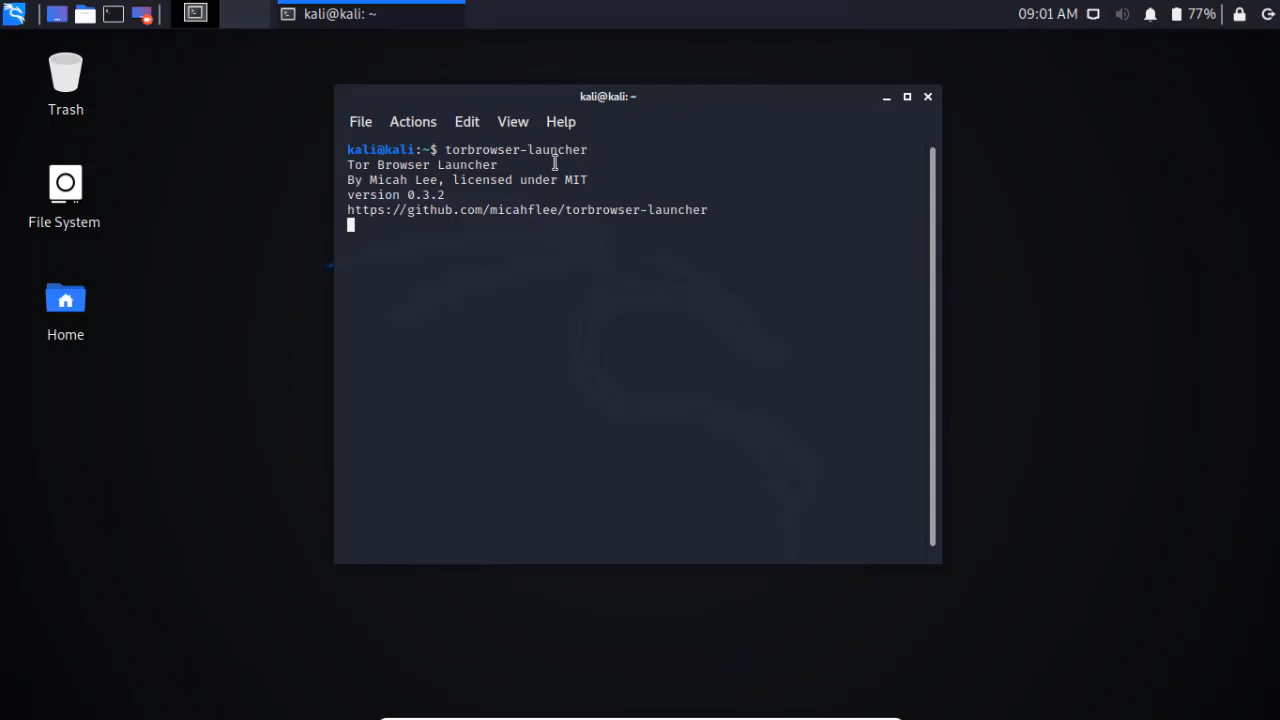 kali@kali: ~
09:01 AM
77%
Trash
File System
Home
kali@kali: ~
File Actions Edit View Help
kali@kali:~$ torbrowser-launcher
Tor Browser Launcher
By Micah Lee, licensed under MIT
version 0.3.2
https://github.com/micahflee/torbrowser-launcher